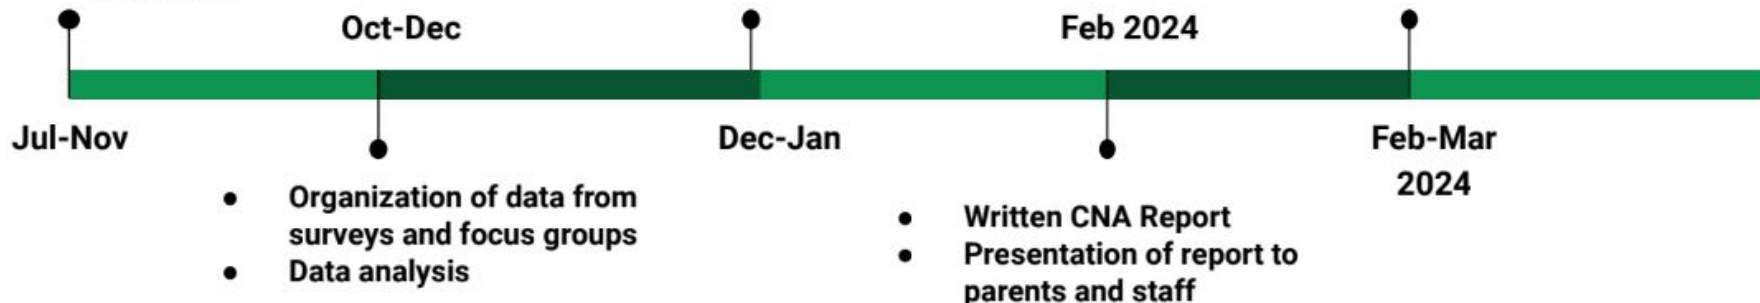 Oct-Dec
Feb 2024
Jul-Nov
Dec-Jan
Feb-Mar
2024
• Organization of data from
surveys and focus groups
• Data analysis
• Written CNA Report
• Presentation of report to
parents and staff